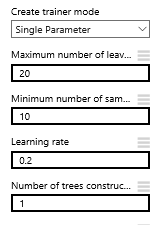 Create trainer mode
Single Parameter
Maximum number of leav...
20
Minimum number of sam...
10
Learning rate
0.2
Number of trees construc...
1